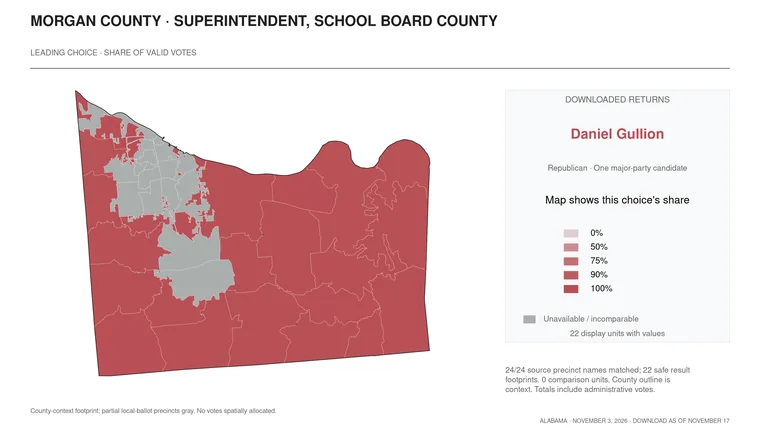 MORGAN COUNTY · SUPERINTENDENT, SCHOOL BOARD COUNTY
LEADING CHOICE · SHARE OF VALID VOTES
DOWNLOADED RETURNS
Daniel Gullion
Republican · One major-party candidate
Map shows this choice's share
0%
50%
75%
90%
100%
Unavailable / incomparable
22 display units with values
24/24 source precinct names matched; 22 safe result
footprints. 0 comparison units. County outline is
context. Totals include administrative votes.
County-context footprint; partial local-ballot precincts gray. No votes spatially allocated.
ALABAMA · NOVEMBER 3, 2026 · DOWNLOAD AS OF NOVEMBER 17